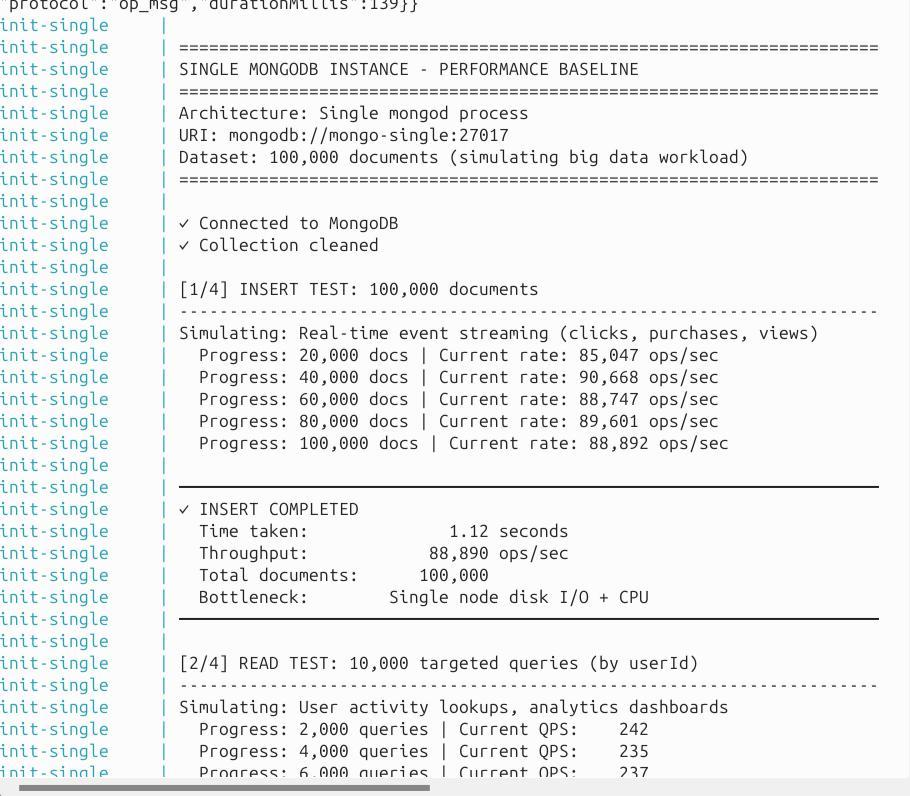 "protocol":"op_msg","durationMillis":139}}
init-single |
init-single | ======================================================================
init-single | SINGLE MONGODB INSTANCE - PERFORMANCE BASELINE
init-single | ======================================================================
init-single | Architecture: Single mongod process
init-single | URI: mongodb://mongo-single:27017
init-single | Dataset: 100,000 documents (simulating big data workload)
init-single | ======================================================================
init-single |
init-single | ✓ Connected to MongoDB
init-single | ✓ Collection cleaned
init-single |
init-single | [1/4] INSERT TEST: 100,000 documents
init-single | ----------------------------------------------------------------------
init-single | Simulating: Real-time event streaming (clicks, purchases, views)
init-single |   Progress: 20,000 docs | Current rate: 85,047 ops/sec
init-single |   Progress: 40,000 docs | Current rate: 90,668 ops/sec
init-single |   Progress: 60,000 docs | Current rate: 88,747 ops/sec
init-single |   Progress: 80,000 docs | Current rate: 89,601 ops/sec
init-single |   Progress: 100,000 docs | Current rate: 88,892 ops/sec
init-single |
init-single | ──────────────────────────────────────────────────────────────────────
init-single | ✓ INSERT COMPLETED
init-single |   Time taken:              1.12 seconds
init-single |   Throughput:            88,890 ops/sec
init-single |   Total documents:      100,000
init-single |   Bottleneck:        Single node disk I/O + CPU
init-single | ──────────────────────────────────────────────────────────────────────
init-single |
init-single | [2/4] READ TEST: 10,000 targeted queries (by userId)
init-single | ----------------------------------------------------------------------
init-single | Simulating: User activity lookups, analytics dashboards
init-single |   Progress: 2,000 queries | Current QPS:    242
init-single |   Progress: 4,000 queries | Current QPS:    235
init-single |   Progress: 6,000 queries | Current QPS:    237